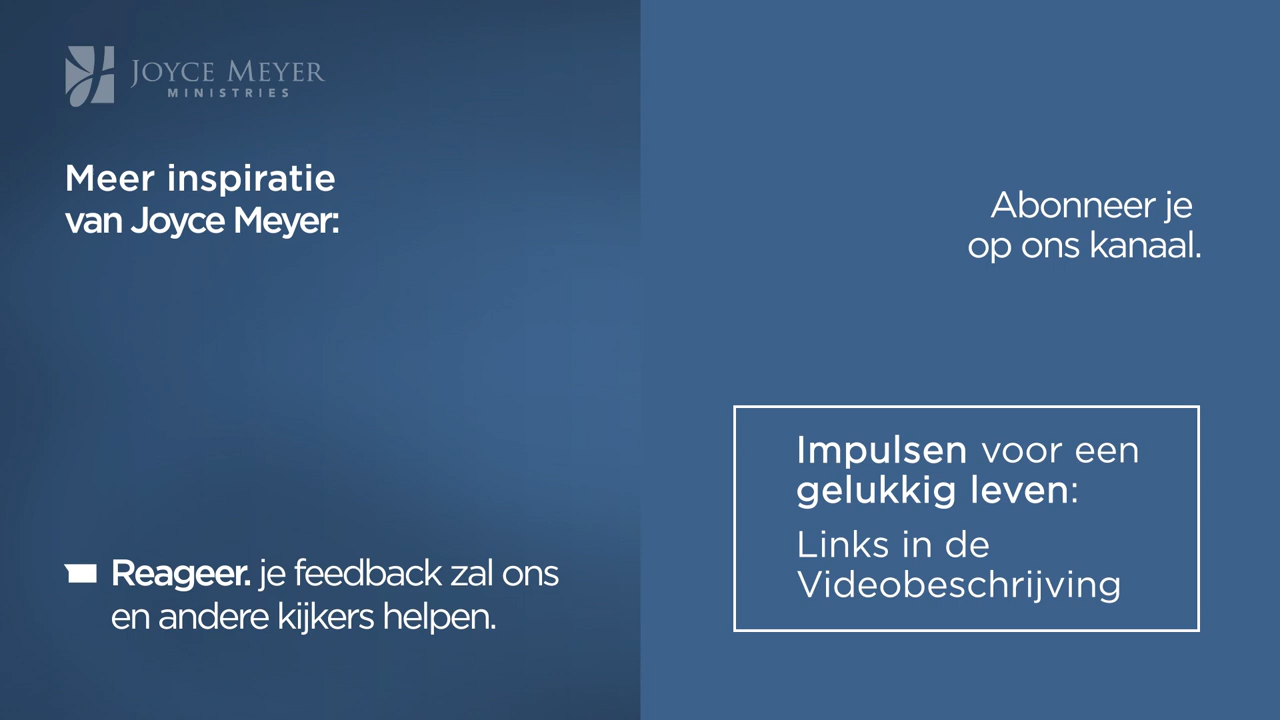 JOYCE MEYER
MINISTRIES
Meer inspiratie
van Joyce Meyer:
Reageer. je feedback zal ons
en andere kijkers helpen.
Abonneer je
op ons kanaal.
Impulsen voor een
gelukkig leven:
Links in de
Videobeschrijving